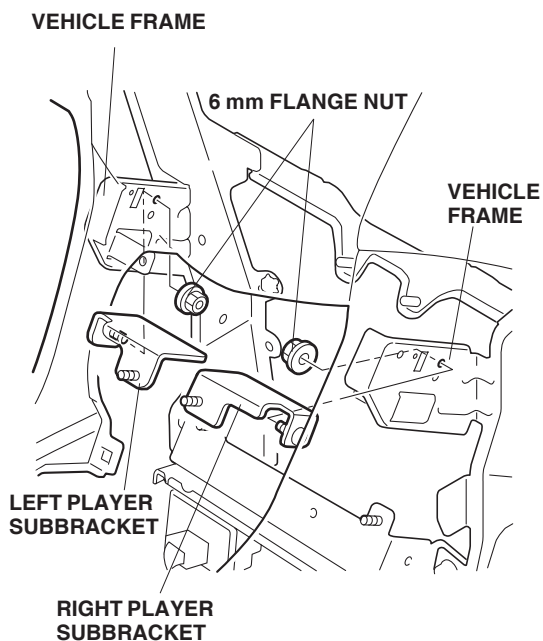 VEHICLE FRAME
6 mm FLANGE NUT
VEHICLE
FRAME
LEFT PLAYER
SUBBRACKET
RIGHT PLAYER
SUBBRACKET